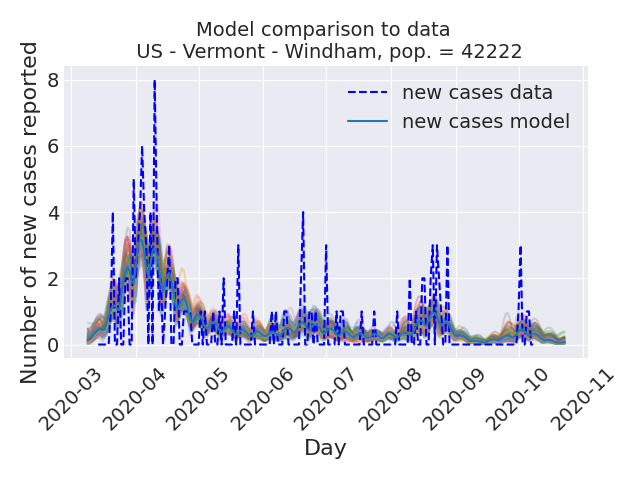 Model comparison to data
US - Vermont - Windham, pop. = 42222
Number of new cases reported
8
6
4
2
0
new cases data
new cases model
2020-03
2020-04
2020-05
2020-06
2020-07
2020-08
2020-09
2020-10
2020-11
Day